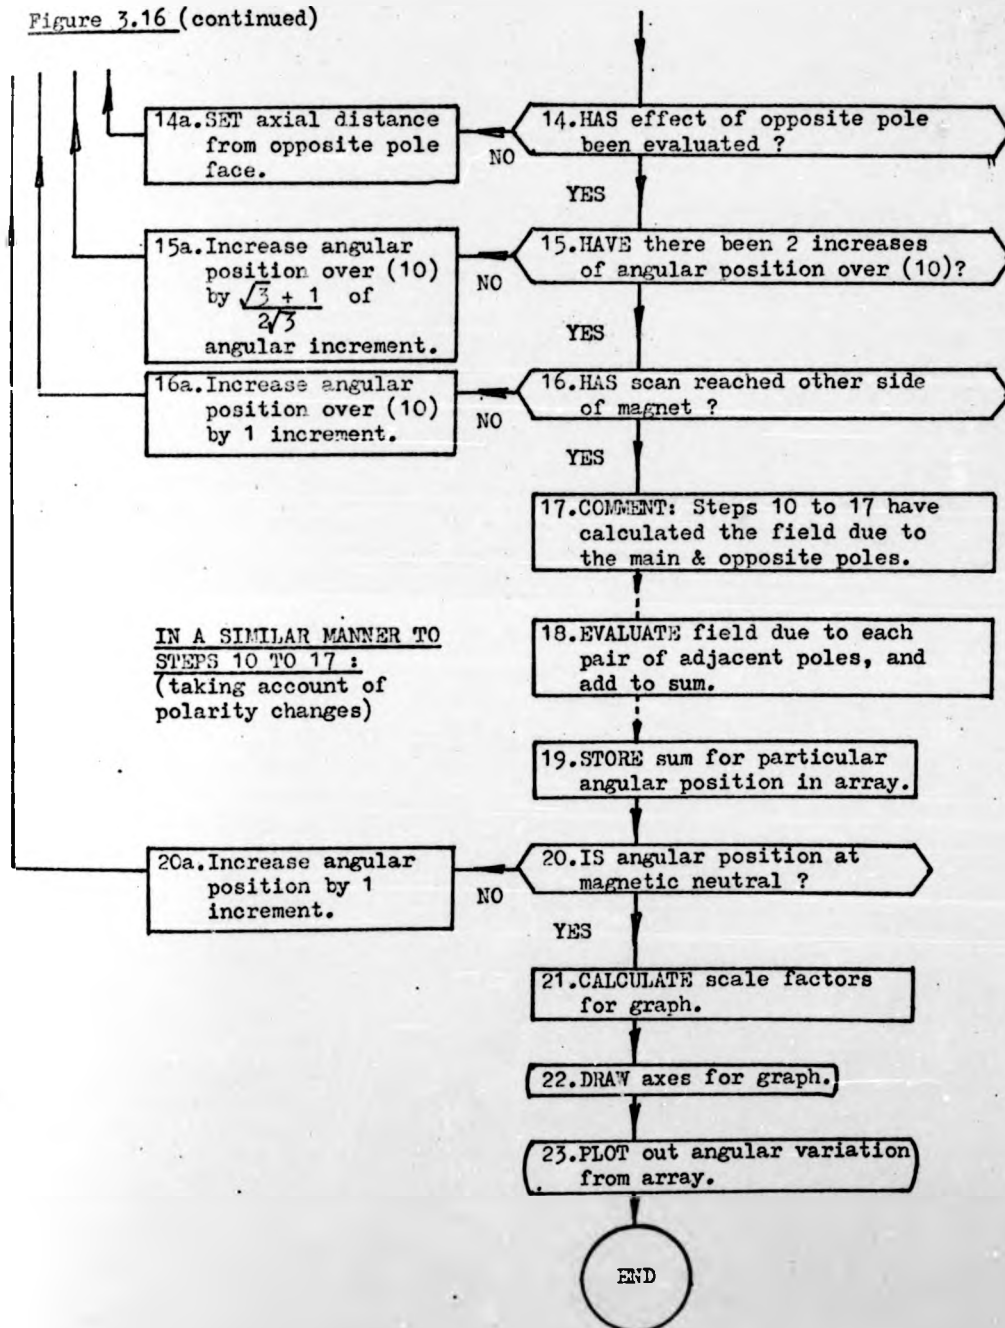 Figure 3.16 (continued)
14a.SET axial distance
from opposite pole
face.
NO
14.HAS effect of opposite pole
been evaluated ?
YES
15a.Increase angular
position over (10)
by √3 + 1 of
2√3
angular increment.
NO
15.HAVE there been 2 increases
of angular position over (10)?
YES
16a.Increase angular
position over (10)
by 1 increment.
NO
16.HAS scan reached other side
of magnet ?
YES
17.COMMENT: Steps 10 to 17 have
calculated the field due to
the main & opposite poles.
IN A SIMILAR MANNER TO
STEPS 10 TO 17 :
(taking account of
polarity changes)
18.EVALUATE field due to each
pair of adjacent poles, and
add to sum.
19.STORE sum for particular
angular position in array.
20a.Increase angular
position by 1
increment.
NO
20.IS angular position at
magnetic neutral ?
YES
21.CALCULATE scale factors
for graph.
22.DRAW axes for graph.
23.PLOT out angular variation
from array.
END